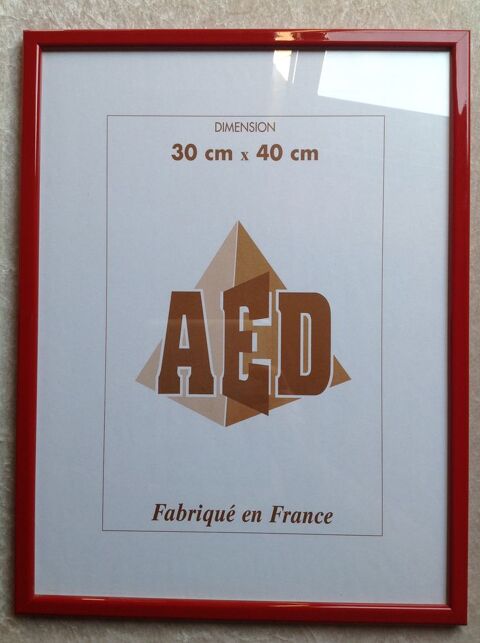 DIMENSION
30 cm x 40 cm
AED
Fabriqué en France